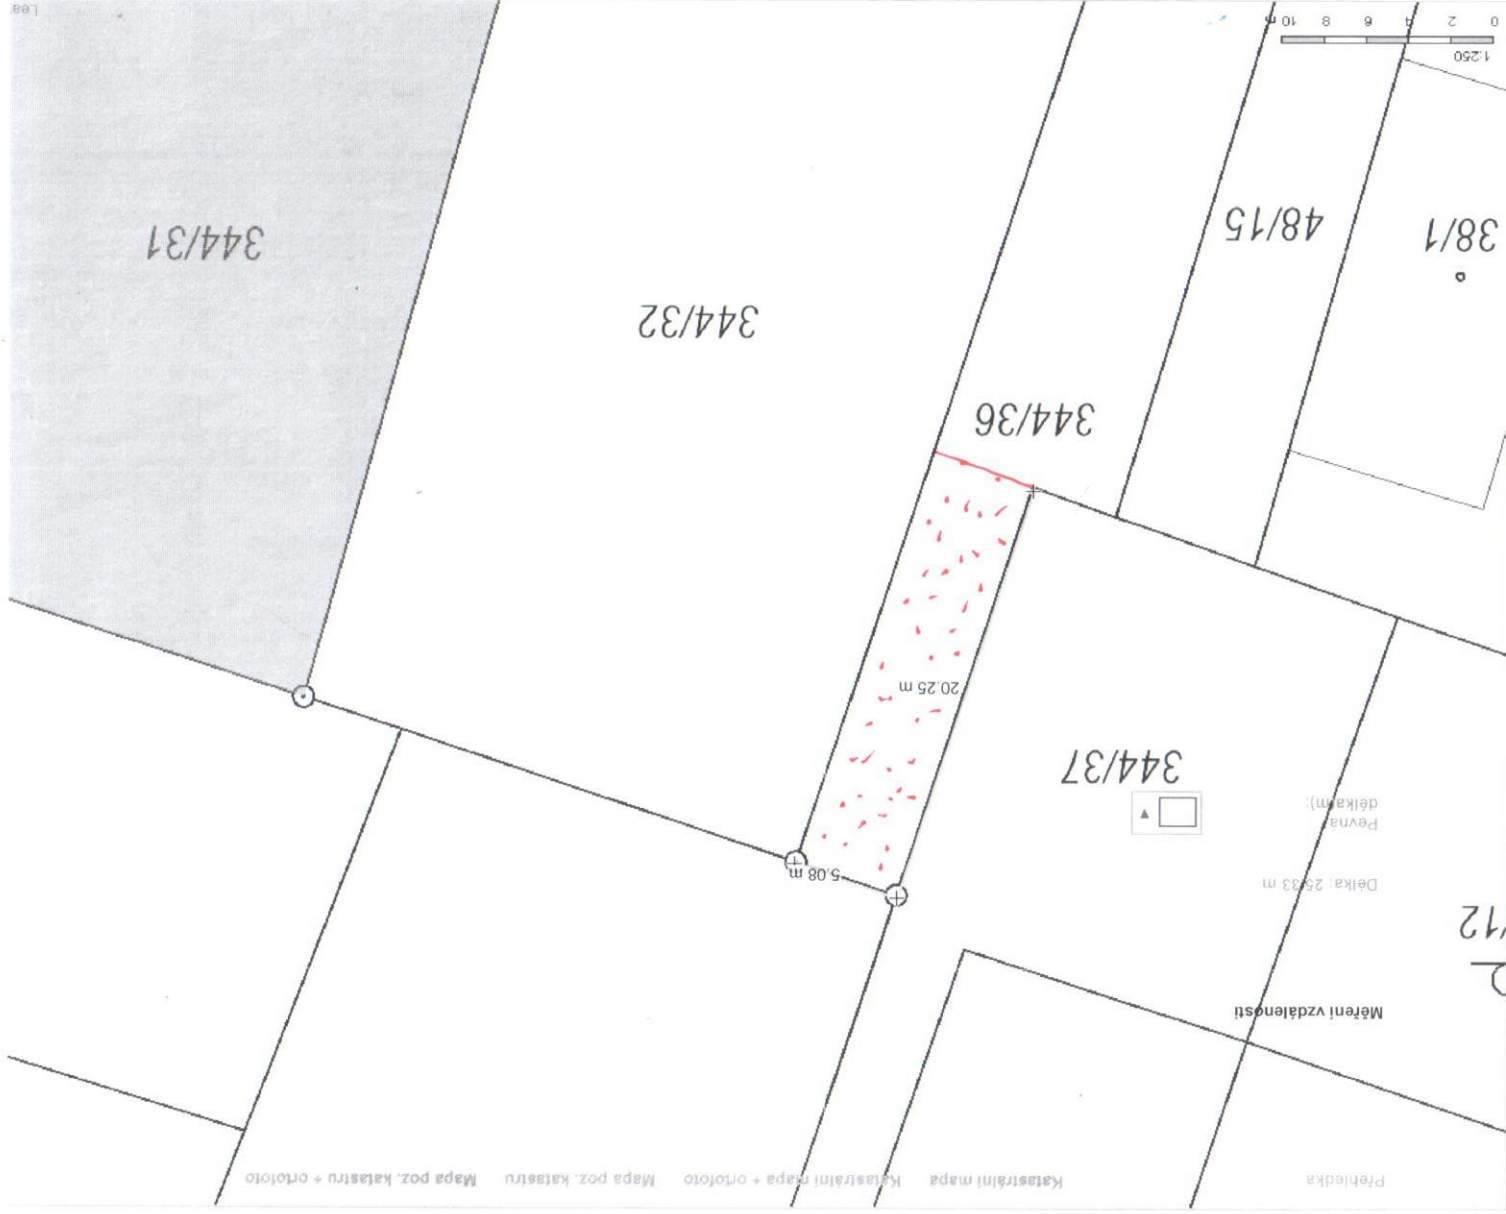 Přehledka
Katastrální mapa
Katastrální mapa + ortofoto
Mapa poz. katastru
Mapa poz. katastru + ortofoto
Měření vzdálenosti
/12
Délka: 25.33 m
Pevná
délka(m):
5.08 m
344/37
20.25 m
344/36
344/32
38/1
48/15
344/31
1:250
0 2 4 6 8 10 m